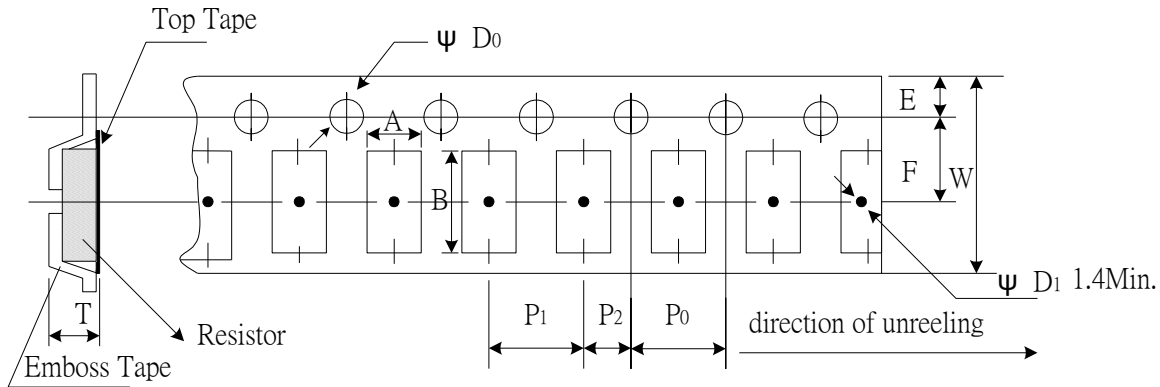 Top Tape
Ψ D0
E
A
F
W
B
Ψ D1 1.4Min.
T
P1
P2
P0
direction of unreeling
Resistor
Emboss Tape